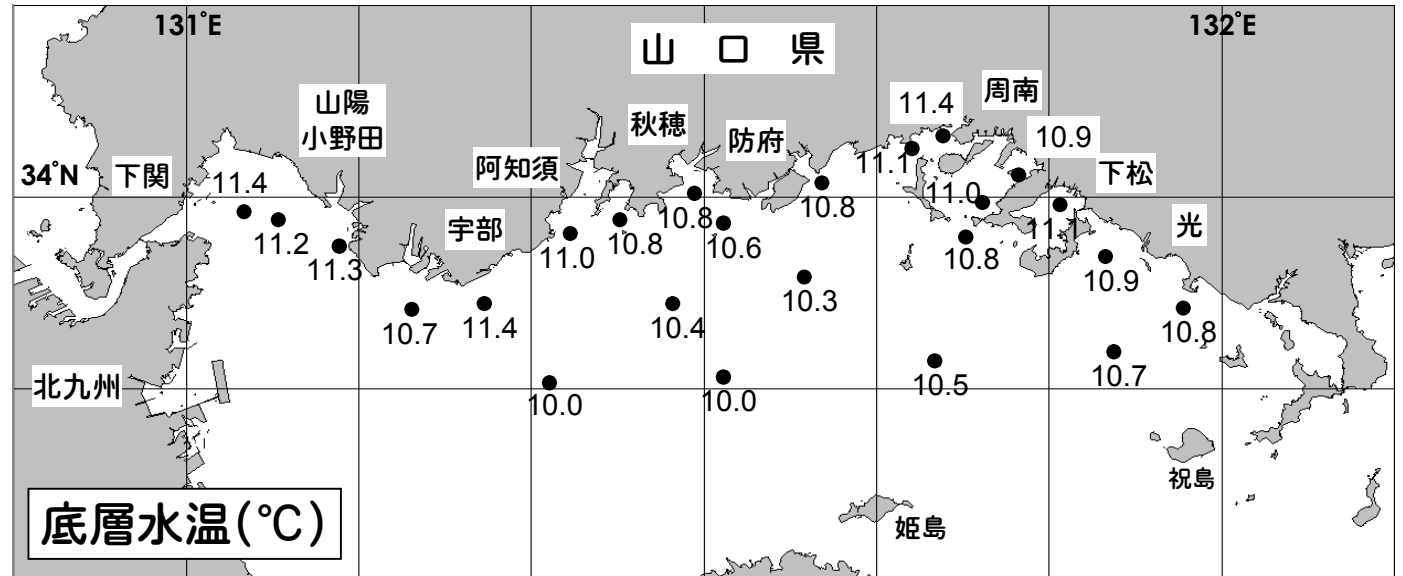 131°E
132°E
山口県
山陽
小野田
秋穂
防府
11.4
周南
10.9
阿知須
11.1
下松
34°N
下関
11.4
11.0
10.8
10.8
宇部
11.2
11.0
10.8
10.6
11.1
光
11.3
10.8
10.9
10.3
10.7
11.4
10.4
10.8
10.7
北九州
10.0
10.0
10.5
祝島
姫島
底層水温(℃)